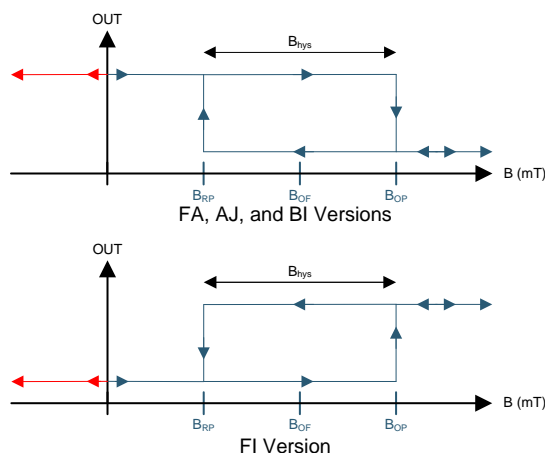 OUT
Bhys
B (mT)
BRP
BOF
BOP
FA, AJ, and BI Versions
OUT
Bhys
B (mT)
BRP
BOF
BOP
FI Version